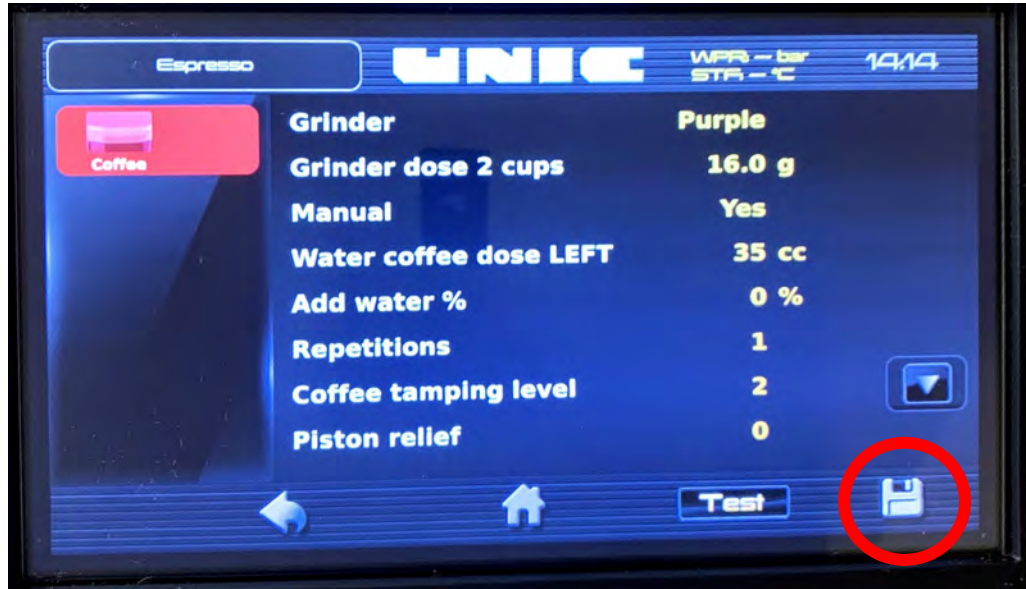 Espresso
UNIC
WPR: -- bar
STR: -- °C
14:14
Coffee
Grinder Purple
Grinder dose 2 cups 16.0 g
Manual Yes
Water coffee dose LEFT 35 cc
Add water % 0 %
Repetitions 1
Coffee tamping level 2
Piston relief 0
Test